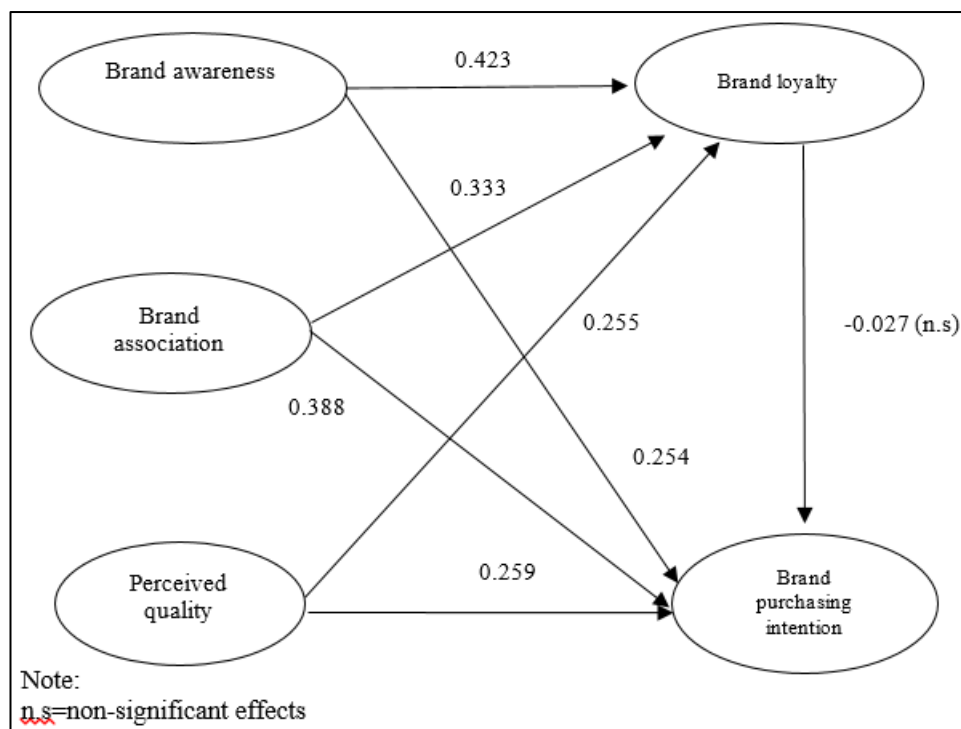 Brand awareness
0.423
Brand loyalty
0.333
Brand
association
0.255
-0.027 (n.s)
0.388
0.254
Perceived
quality
0.259
Brand
purchasing
intention
Note:
n.s=non-significant effects